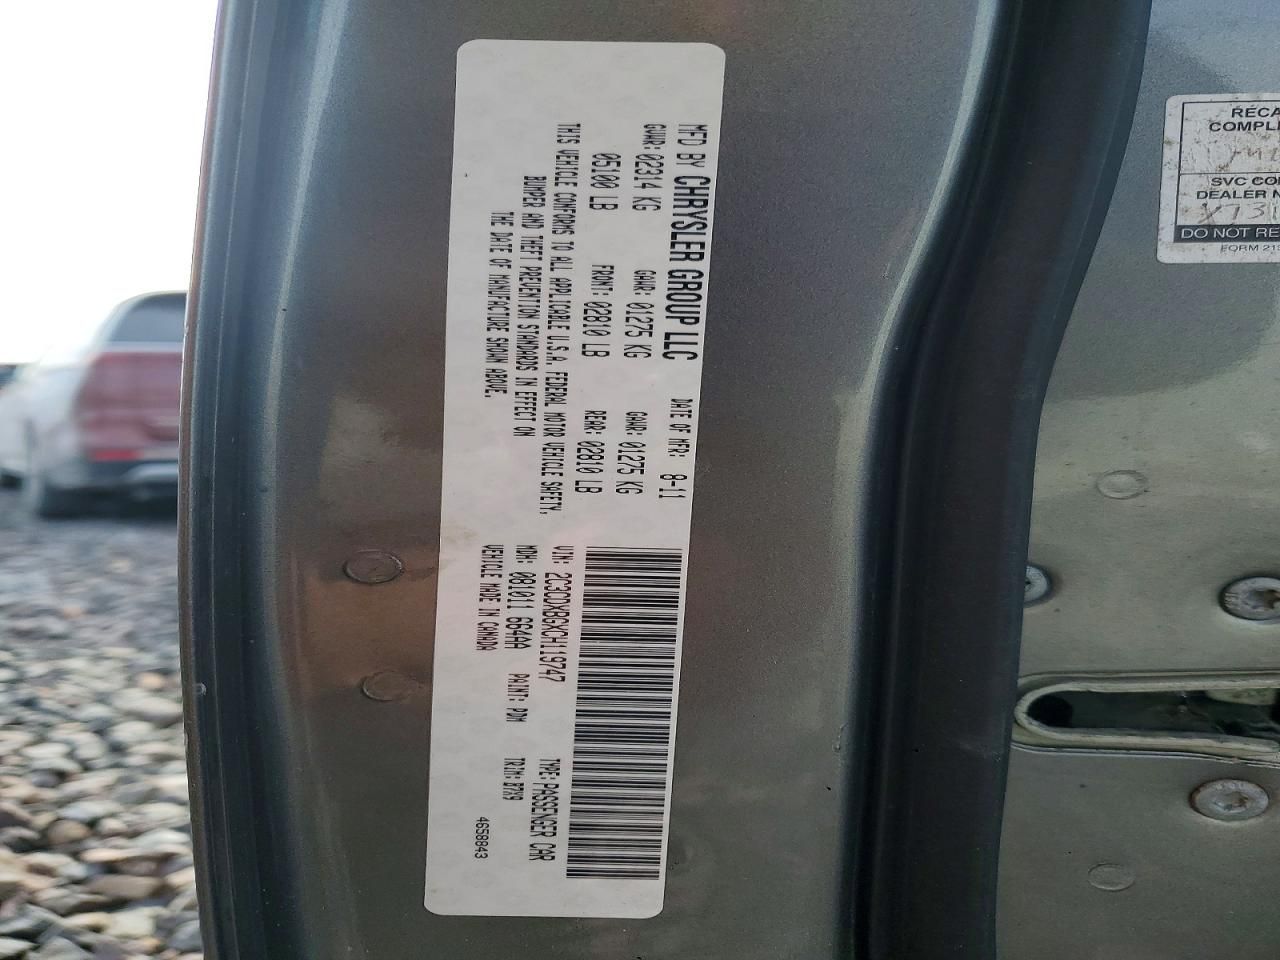 MFD BY CHRYSLER GROUP LLC DATE OF MFR: 8-11
GVWR: 02314 KG GAWR: 01275 KG GAWR: 01275 KG
05100 LB FRONT: 02810 LB REAR: 02810 LB
THIS VEHICLE CONFORMS TO ALL APPLICABLE U.S.A. FEDERAL MOTOR VEHICLE SAFETY,
BUMPER AND THEFT PREVENTION STANDARDS IN EFFECT ON
THE DATE OF MANUFACTURE SHOWN ABOVE.
VIN: 2C3CDXBGXCH119747 TYPE: PASSENGER CAR
MDH: 081011 664AA PAINT: PDM TRIM: B7X9
VEHICLE MADE IN CANADA 4658843
RECA
COMPL
SVC CO
DEALER N
X731
DO NOT RE
FORM 21